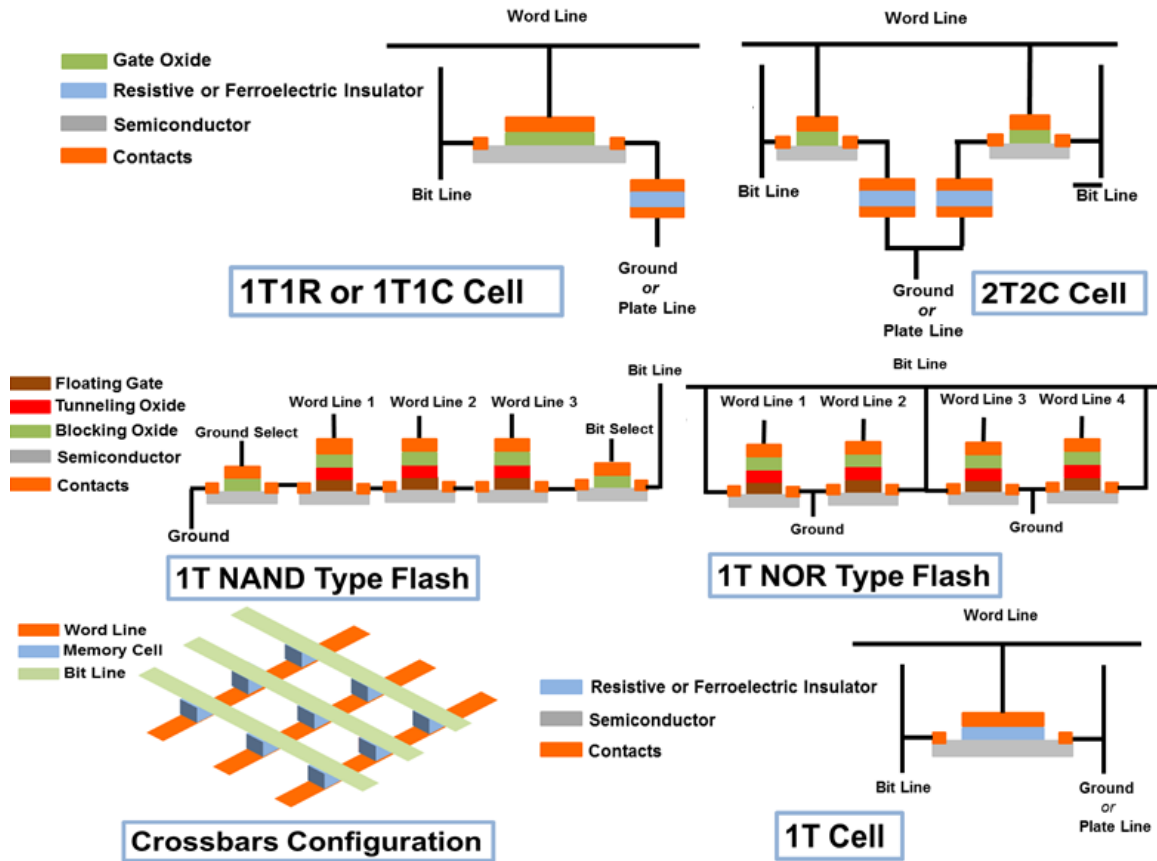 Word Line
Word Line
Gate Oxide
Resistive or Ferroelectric Insulator
Semiconductor
Contacts
Bit Line
Bit Line
Bit Line
Ground
or
Plate Line
Ground
or
Plate Line
1T1R or 1T1C Cell
2T2C Cell
Floating Gate
Tunneling Oxide
Blocking Oxide
Semiconductor
Contacts
Ground Select
Word Line 1
Word Line 2
Word Line 3
Bit Select
Bit Line
Ground
1T NAND Type Flash
Bit Line
Word Line 1
Word Line 2
Word Line 3
Word Line 4
Ground
Ground
1T NOR Type Flash
Word Line
Memory Cell
Bit Line
Crossbars Configuration
Word Line
Resistive or Ferroelectric Insulator
Semiconductor
Contacts
Bit Line
Ground
or
Plate Line
1T Cell